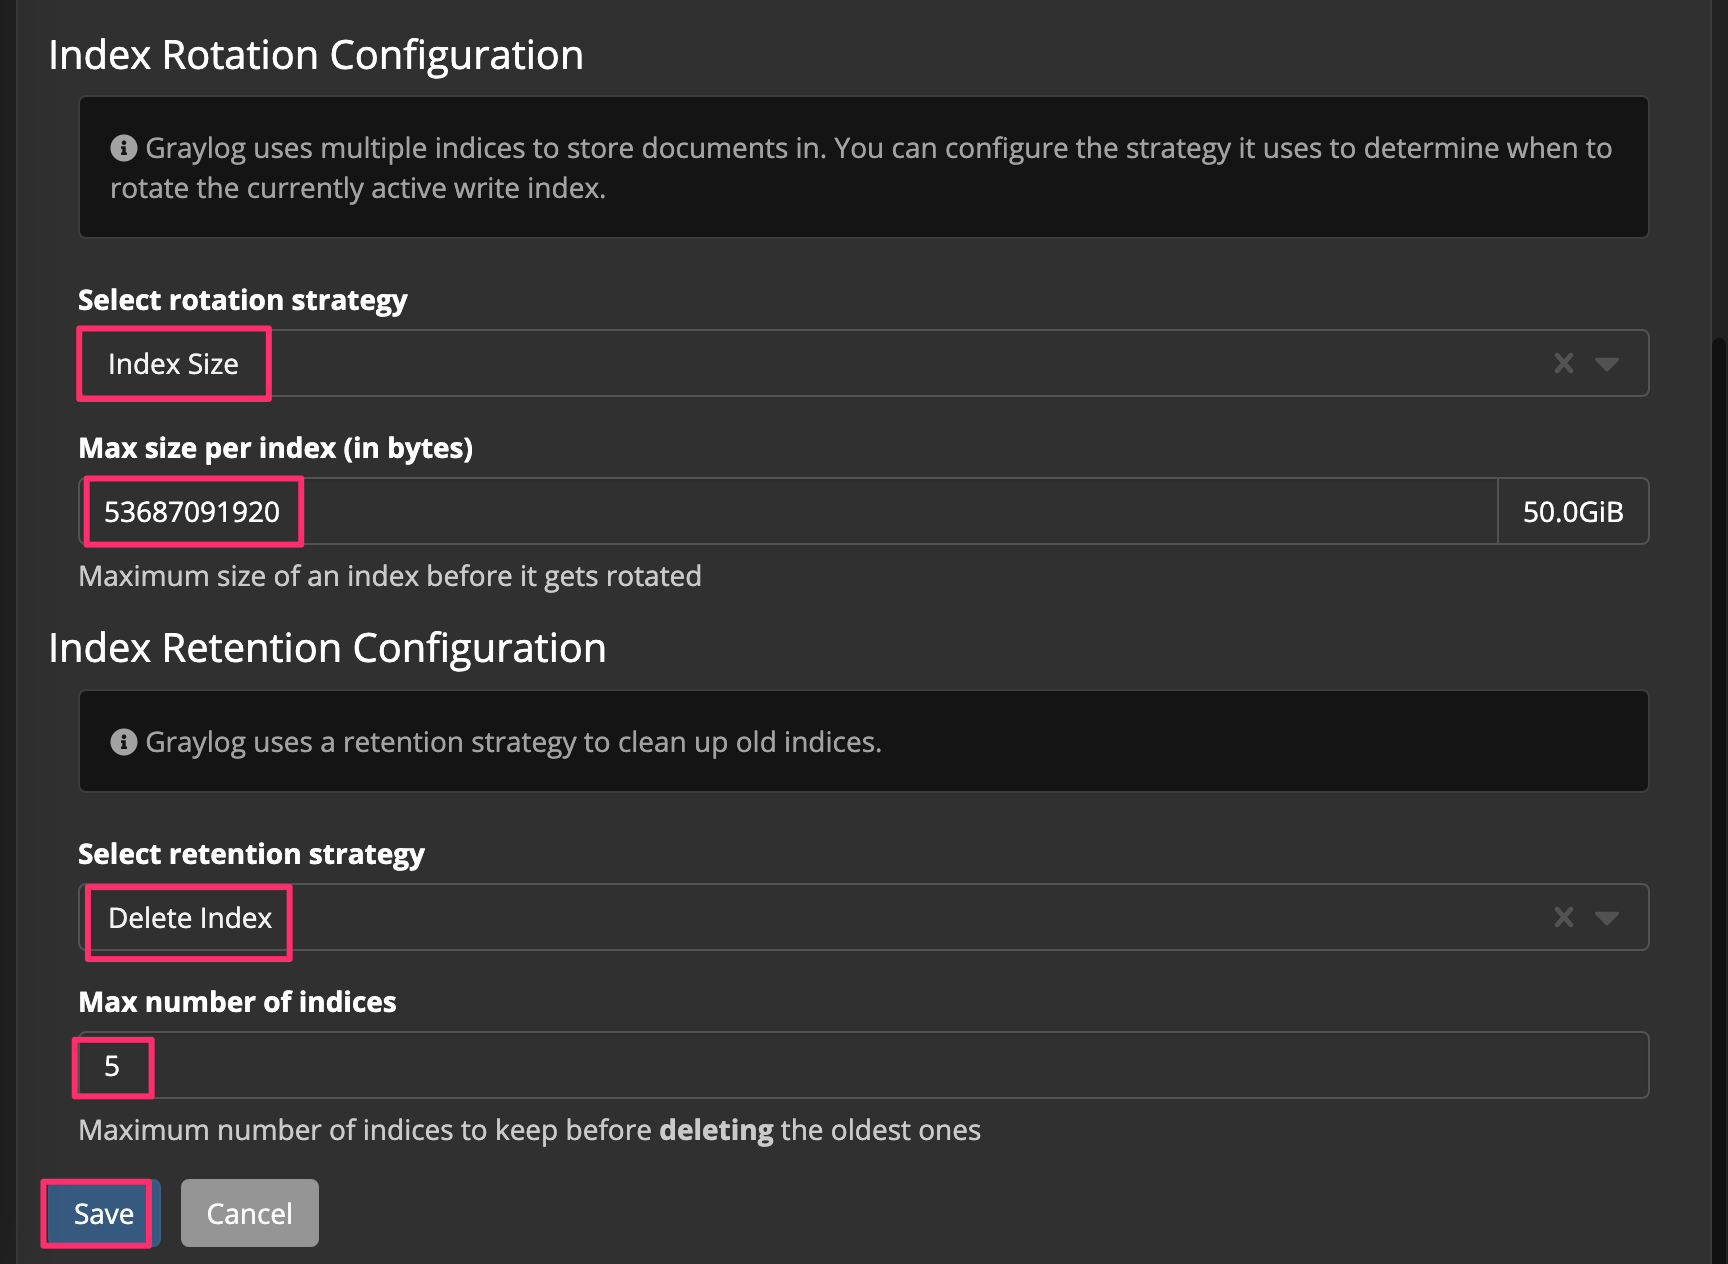 Index Rotation Configuration
Graylog uses multiple indices to store documents in. You can configure the strategy it uses to determine when to
rotate the currently active write index.
Select rotation strategy
Index Size
Max size per index (in bytes)
53687091920 50.0GiB
Maximum size of an index before it gets rotated
Index Retention Configuration
Graylog uses a retention strategy to clean up old indices.
Select retention strategy
Delete Index
Max number of indices
5
Maximum number of indices to keep before deleting the oldest ones
Save Cancel